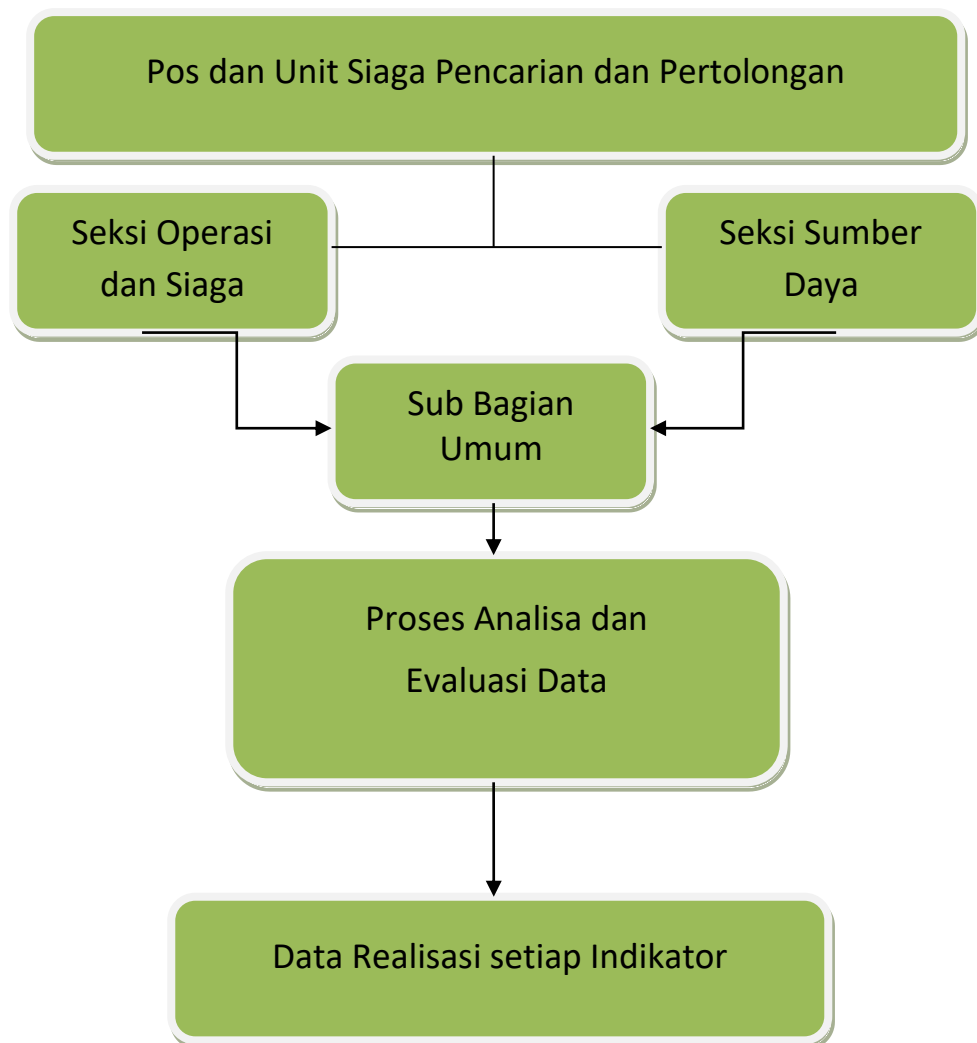 Pos dan Unit Siaga Pencarian dan Pertolongan
Seksi Operasi
dan Siaga
Seksi Sumber
Daya
Sub Bagian
Umum
Proses Analisa dan
Evaluasi Data
Data Realisasi setiap Indikator